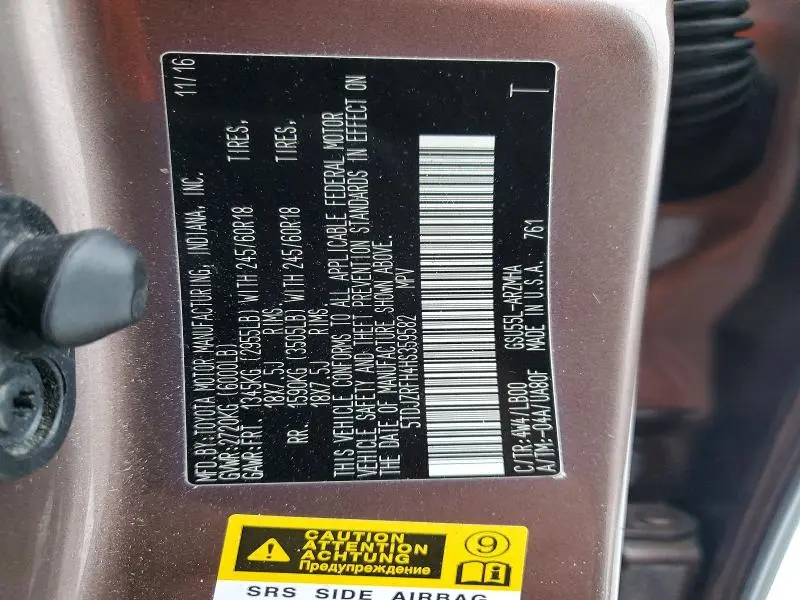 MFD.BY:TOYOTA MOTOR MANUFACTURING, INDIANA, INC. 11/16
GVWR:2720KG (6000LB)
GAWR:FRT. 1345KG (2955LB) WITH 245/60R18 TIRES.
18X7.5J RIMS
RR. 1590KG (3505LB) WITH 245/60R18 TIRES.
18X7.5J RIMS
THIS VEHICLE CONFORMS TO ALL APPLICABLE FEDERAL MOTOR
VEHICLE SAFETY AND THEFT PREVENTION STANDARDS IN EFFECT ON
THE DATE OF MANUFACTURE SHOWN ABOVE.
5TDJZRFH4HS359582 MPV
C/TR:4W4/LB00 GSU55L-ARZMHA
A/TM:-04A/UA80F MADE IN U.S.A. 761 T
CAUTION
ATTENTION
ACHTUNG
Предупреждение
9
i
SRS SIDE AIRBAG